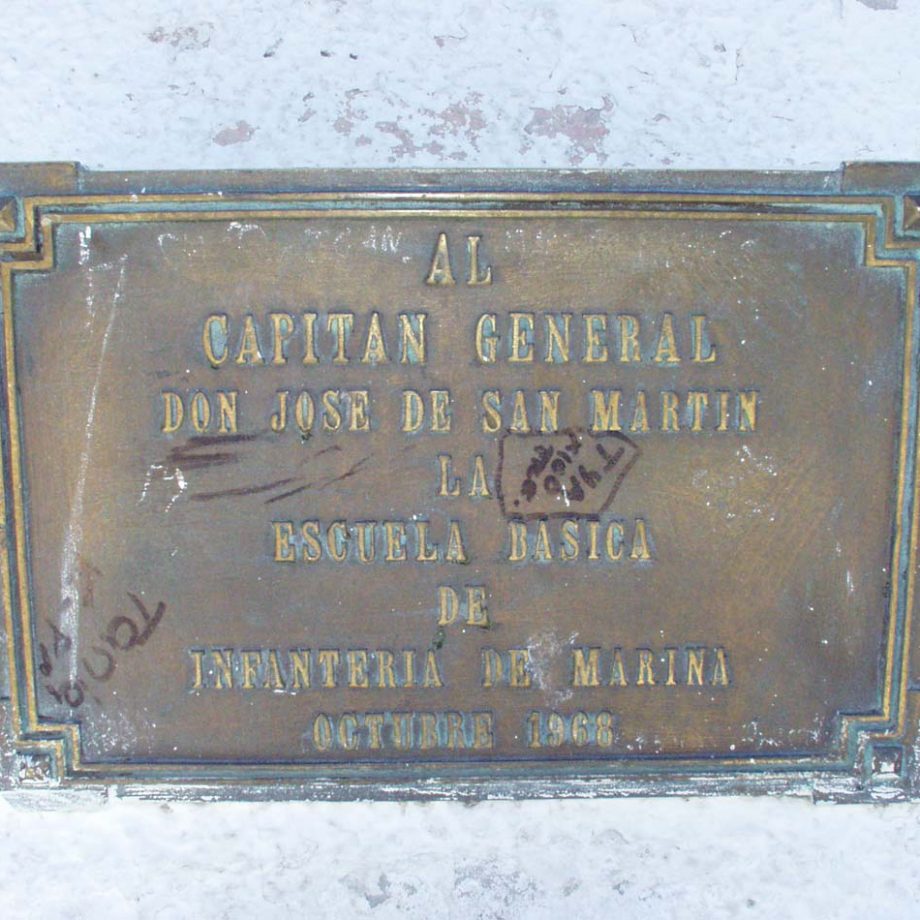 AL
CAPITAN GENERAL
DON JOSE DE SAN MARTIN
LA
ESCUELA BASICA
DE
INFANTERIA DE MARINA
OCTUBRE 1968